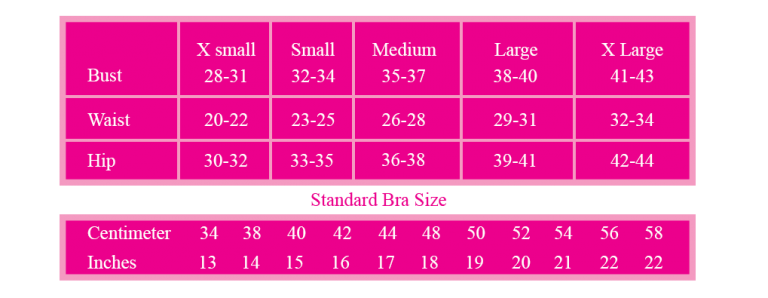 X small Small Medium Large X Large
Bust 28-31 32-34 35-37 38-40 41-43
Waist 20-22 23-25 26-28 29-31 32-34
Hip 30-32 33-35 36-38 39-41 42-44
Standard Bra Size
Centimeter 34 38 40 42 44 48 50 52 54 56 58
Inches 13 14 15 16 17 18 19 20 21 22 22